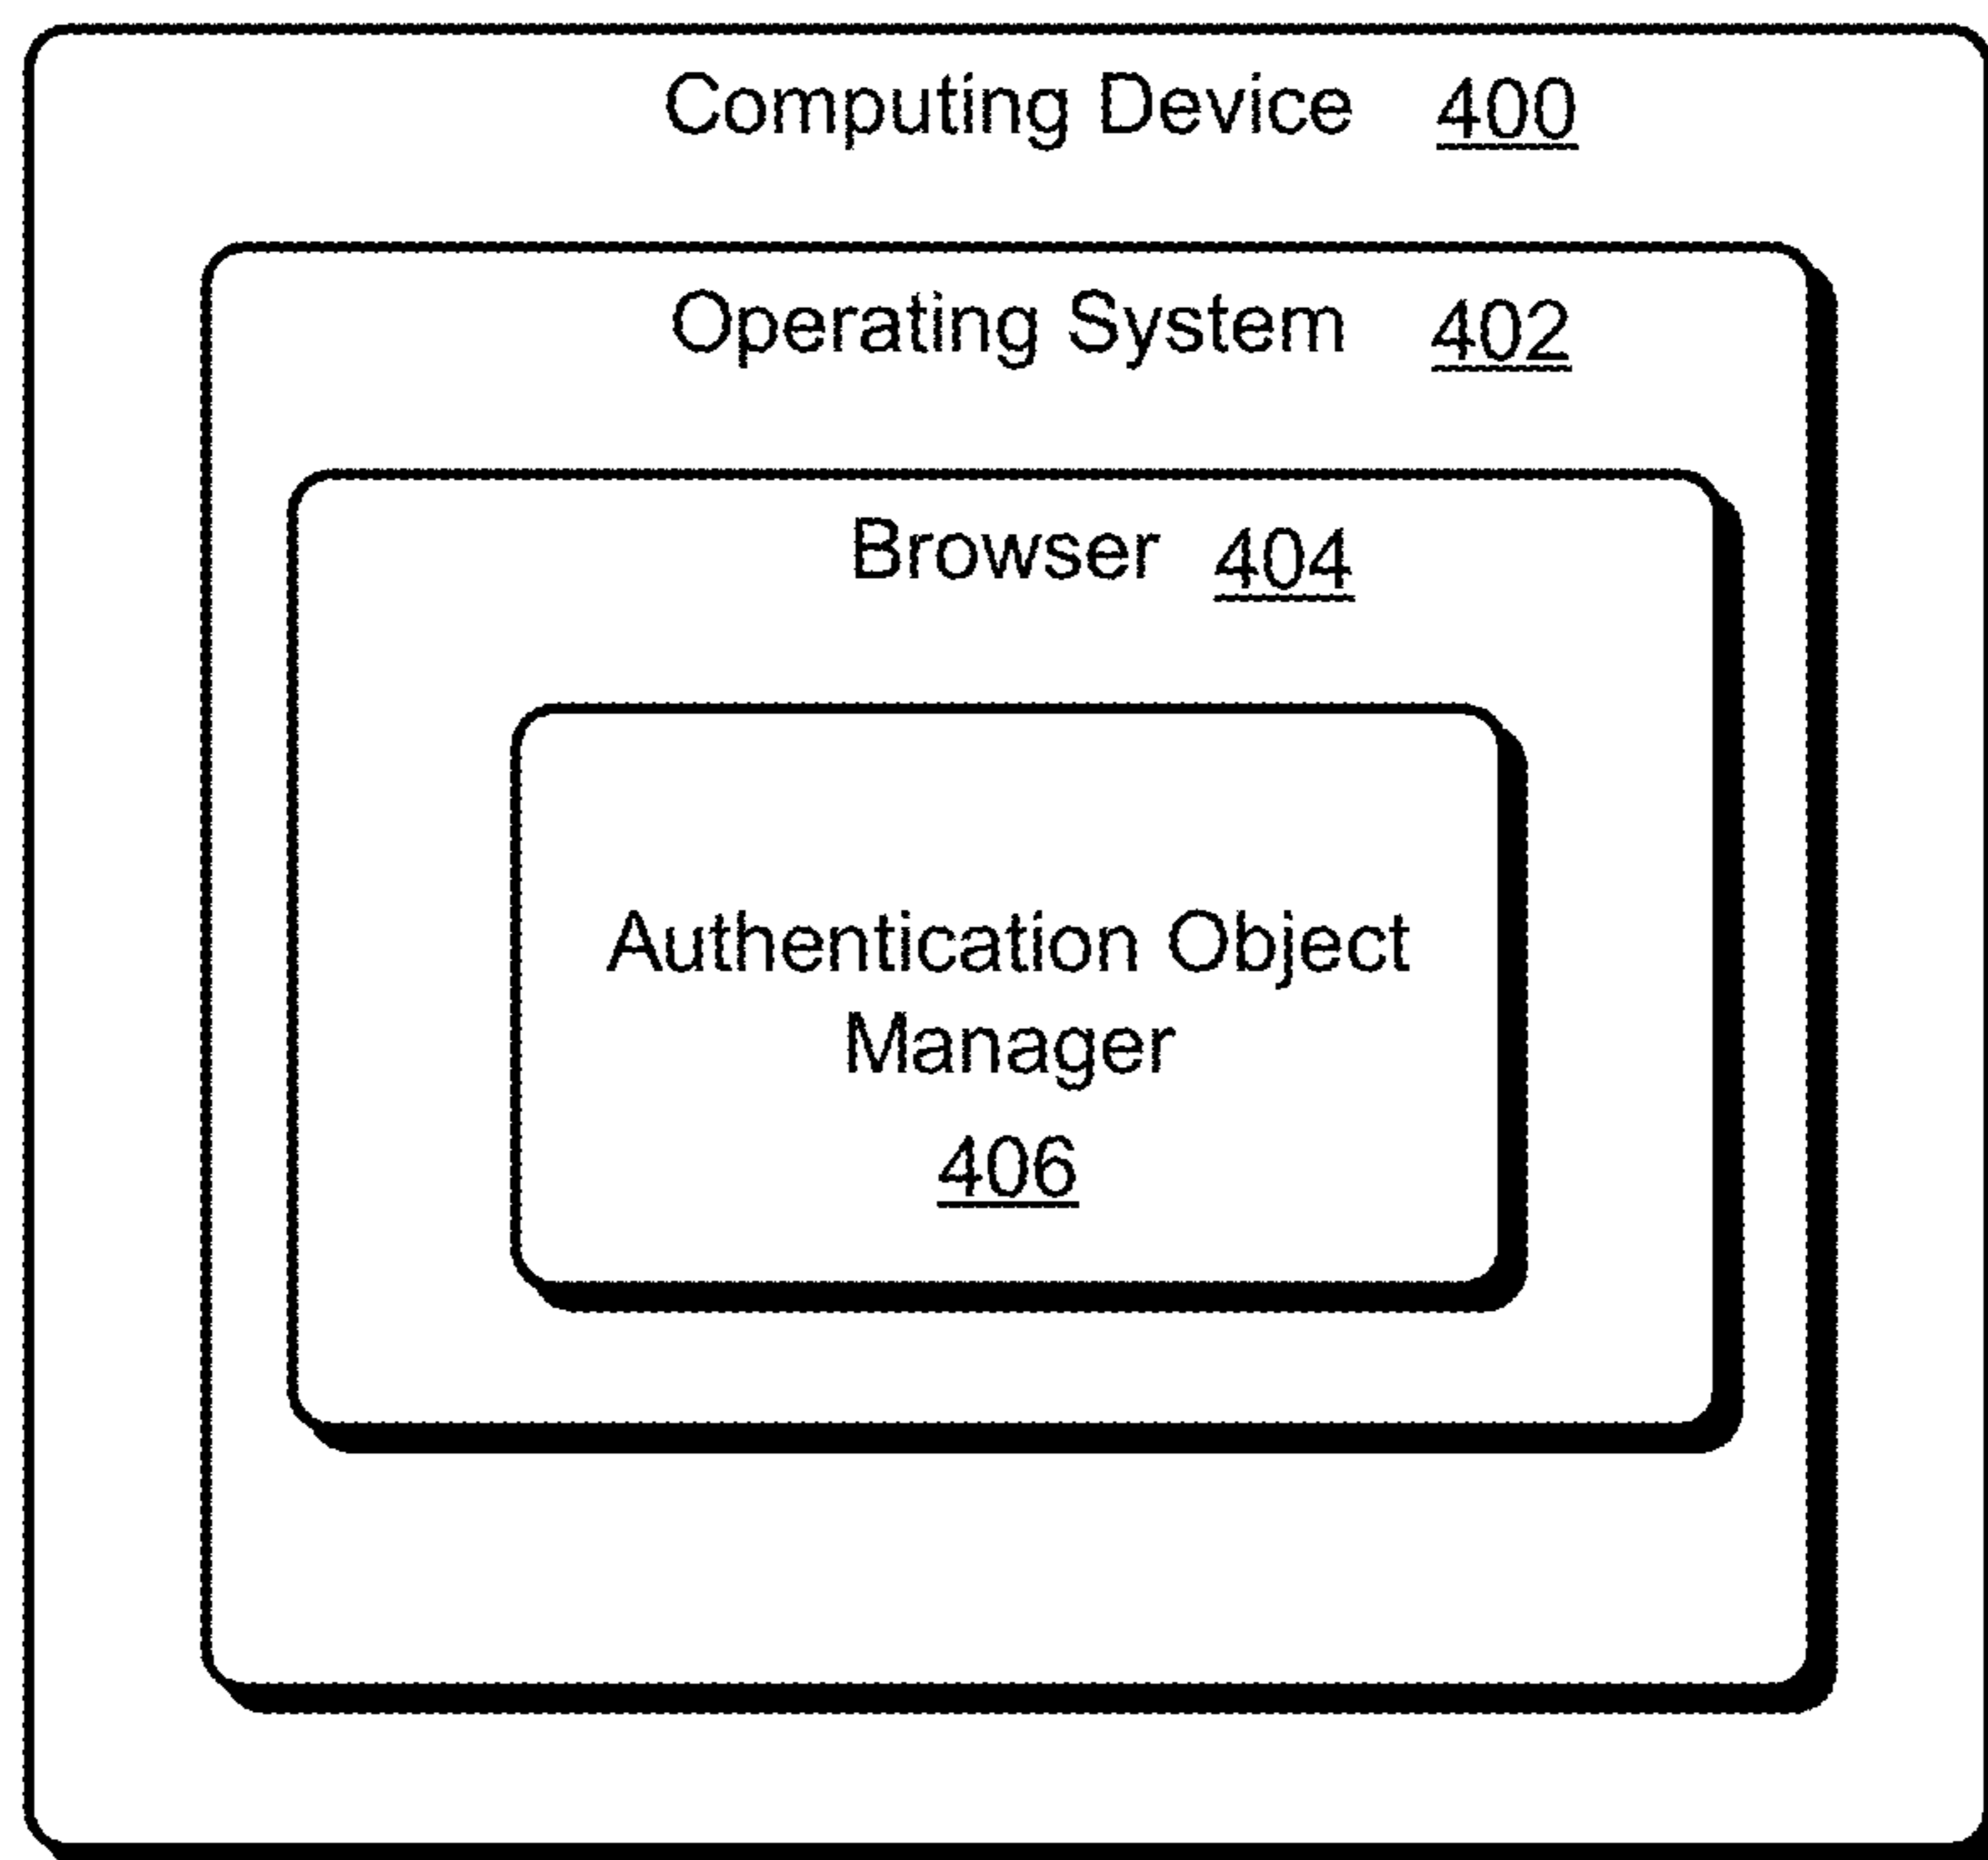 Computing Device 400
Operating System 402
Browser 404
Authentication Object
Manager
406